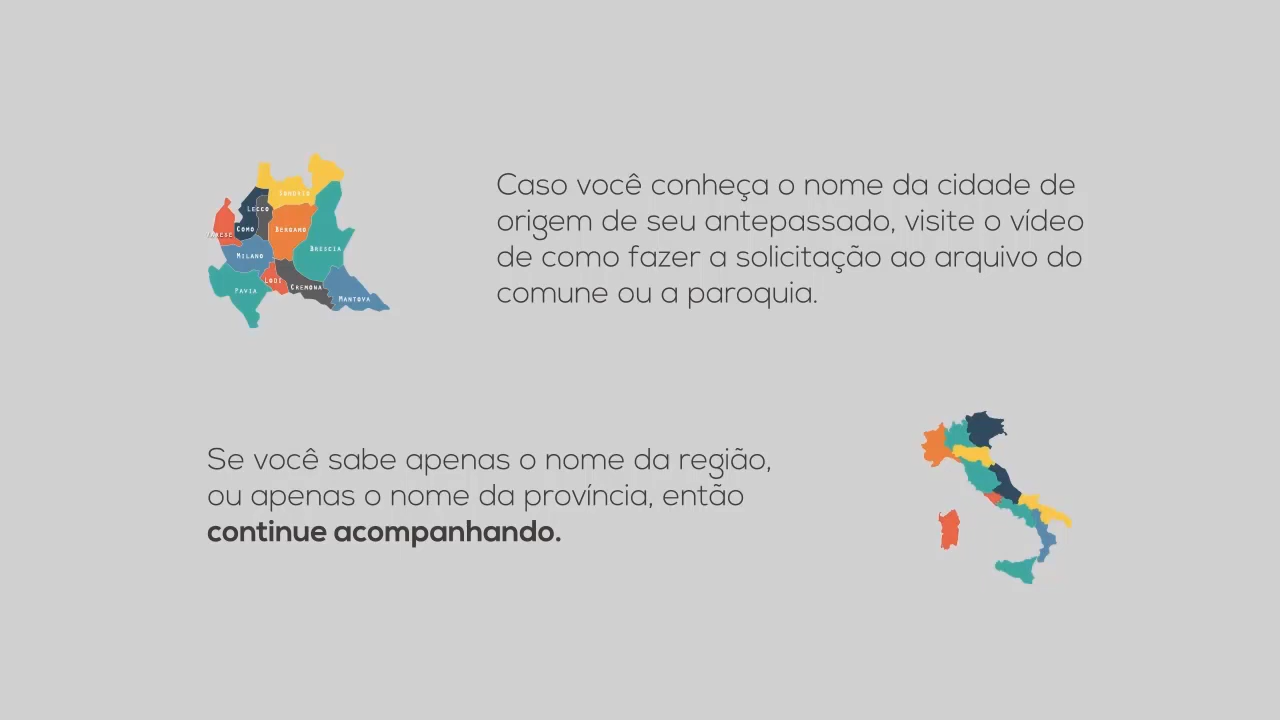 Sondrio
Lecco
Varese
Como
Bergamo
Brescia
Milano
Lodi
Cremona
Pavia
Mantova
Caso você conheça o nome da cidade de
origem de seu antepassado, visite o vídeo
de como fazer a solicitação ao arquivo do
comune ou a paroquia.
Se você sabe apenas o nome da região,
ou apenas o nome da província, então
continue acompanhando.